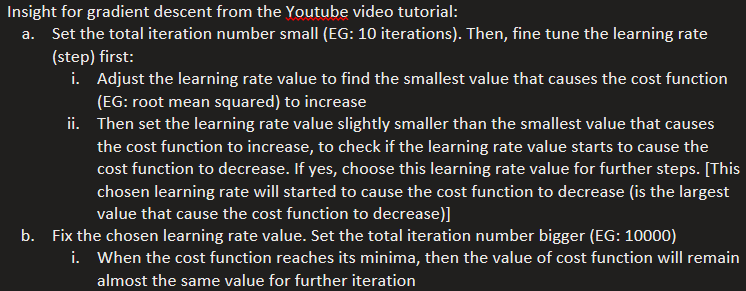 Insight for gradient descent from the Youtube video tutorial:
a. Set the total iteration number small (EG: 10 iterations). Then, fine tune the learning rate
(step) first:
i. Adjust the learning rate value to find the smallest value that causes the cost function
(EG: root mean squared) to increase
ii. Then set the learning rate value slightly smaller than the smallest value that causes
the cost function to increase, to check if the learning rate value starts to cause the
cost function to decrease. If yes, choose this learning rate value for further steps. [This
chosen learning rate will started to cause the cost function to decrease (is the largest
value that cause the cost function to decrease)]
b. Fix the chosen learning rate value. Set the total iteration number bigger (EG: 10000)
i. When the cost function reaches its minima, then the value of cost function will remain
almost the same value for further iteration